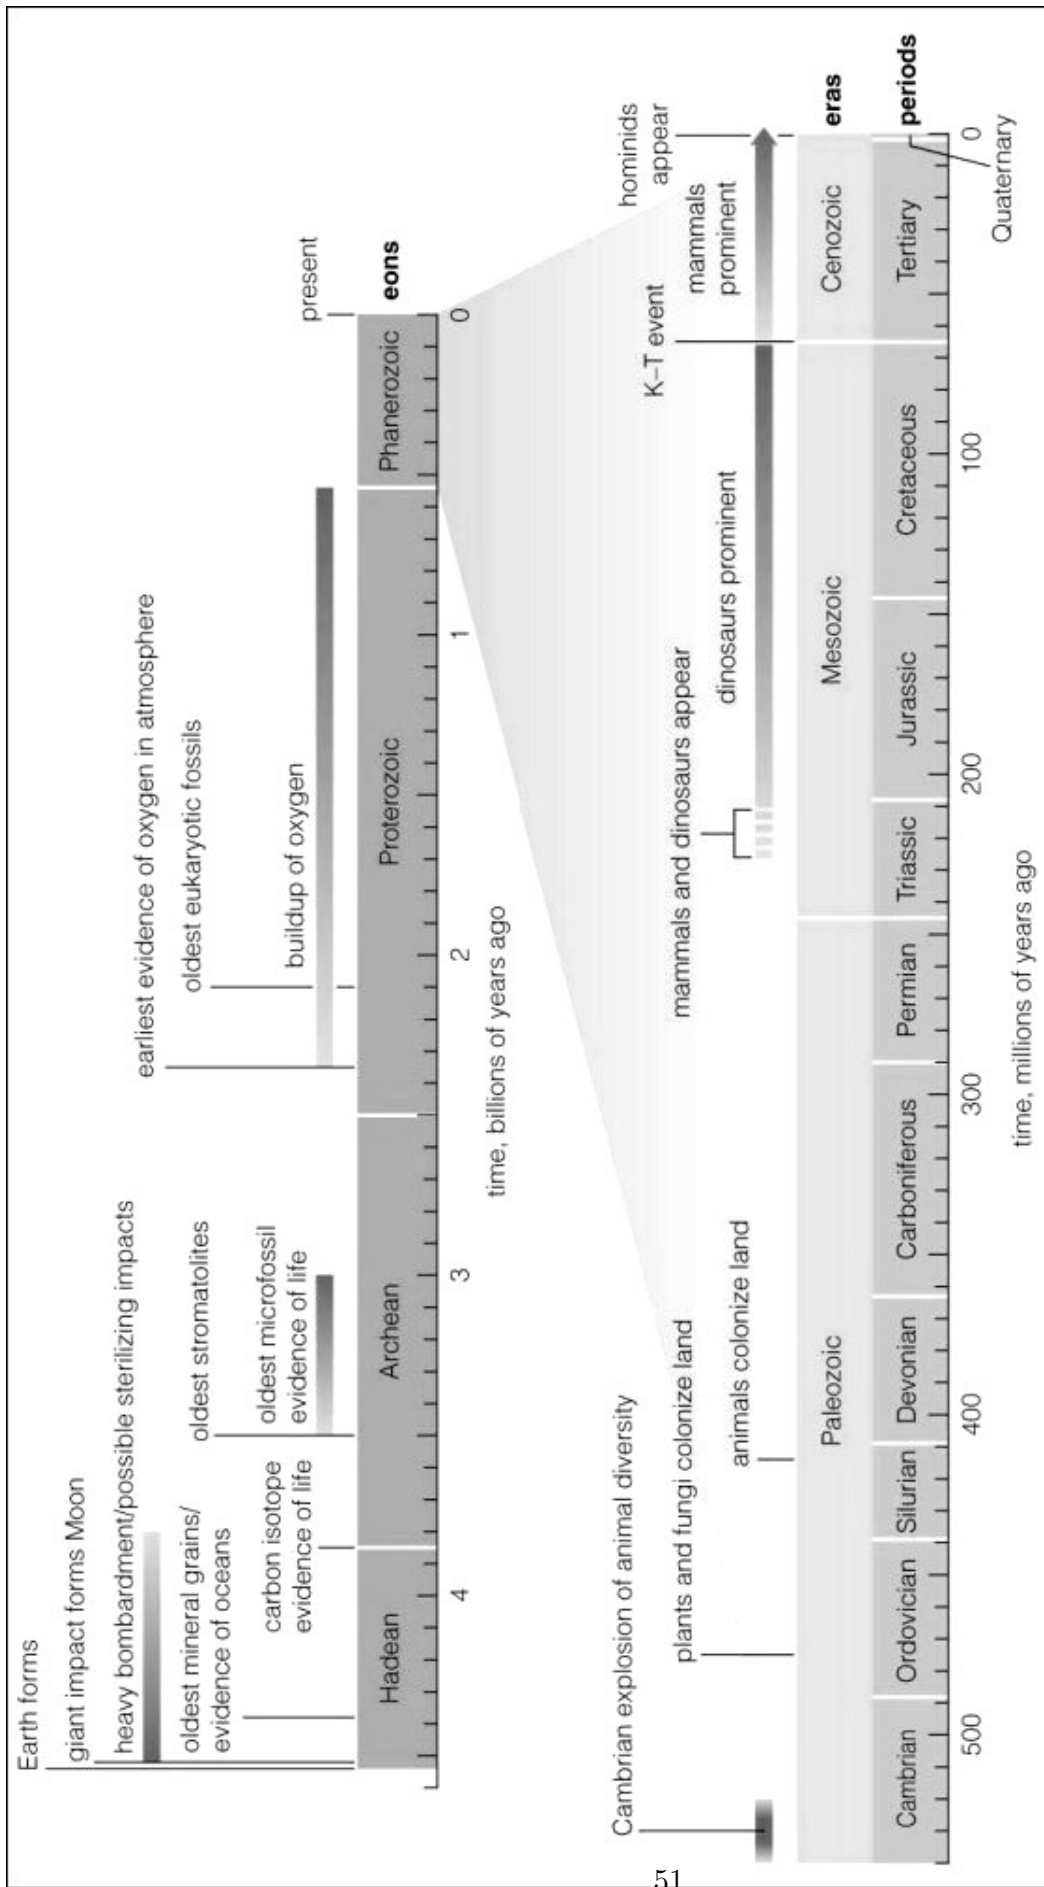 Earth forms
giant impact forms Moon
heavy bombardment/possible sterilizing impacts
oldest mineral grains/
evidence of oceans
carbon isotope
evidence of life
oldest stromatolites
oldest microfossil
evidence of life
earliest evidence of oxygen in atmosphere
oldest eukaryotic fossils
buildup of oxygen
present
Hadean
Archean
Proterozoic
Phanerozoic
eons
4
3
2
1
0
time, billions of years ago
Cambrian explosion of animal diversity
plants and fungi colonize land
animals colonize land
mammals and dinosaurs appear
dinosaurs prominent
K–T event
mammals
prominent
hominids
appear
Paleozoic
Mesozoic
Cenozoic
eras
Cambrian
Ordovician
Silurian
Devonian
Carboniferous
Permian
Triassic
Jurassic
Cretaceous
Tertiary
periods
500
400
300
200
100
0
Quaternary
time, millions of years ago
51